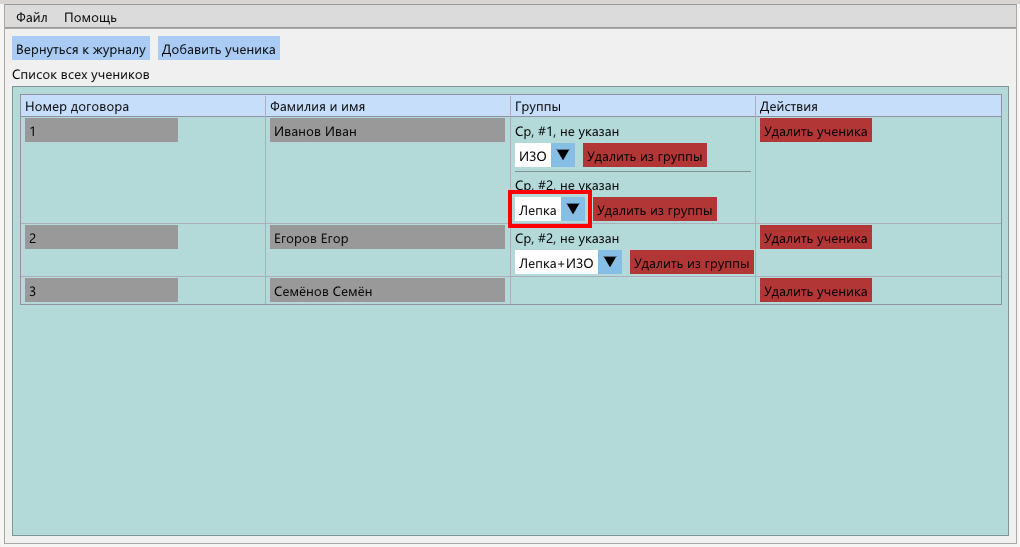 Файл Помощь
Вернуться к журналу Добавить ученика
Список всех учеников
Номер договора Фамилия и имя Группы Действия
1 Иванов Иван Ср, #1, не указан Удалить ученика
ИЗО Удалить из группы
Ср, #2, не указан
Лепка Удалить из группы
2 Егоров Егор Ср, #2, не указан Удалить ученика
Лепка+ИЗО Удалить из группы
3 Семёнов Семён Удалить ученика